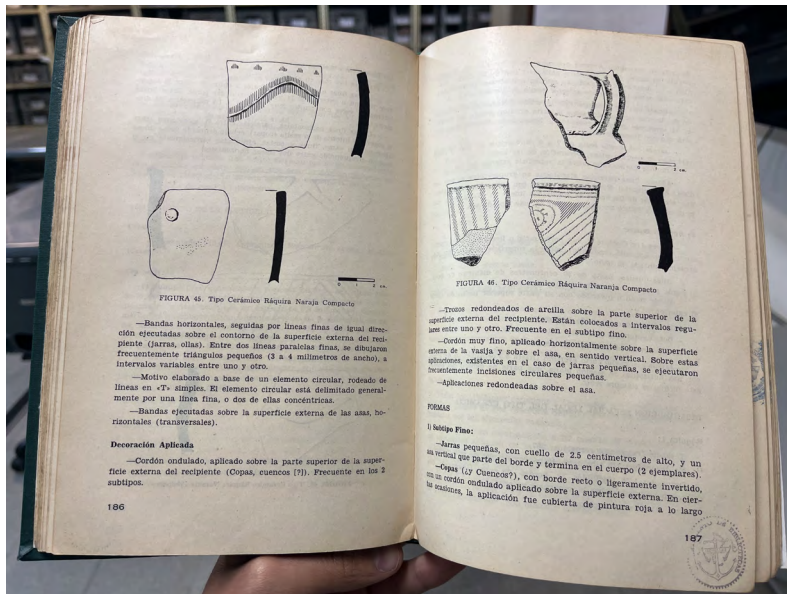 0 1 2 cm.
FIGURA 45. Tipo Cerámico Ráquira Naraja Compacto
—Bandas horizontales, seguidas por líneas finas de igual direc-
ción ejecutadas sobre el contorno de la superficie externa del reci-
piente (jarras, ollas). Entre dos líneas paralelas finas, se dibujaron
frecuentemente triángulos pequeños (3 a 4 milímetros de ancho), a
intervalos variables entre uno y otro.
—Motivo elaborado a base de un elemento circular, rodeado de
líneas en «T» simples. El elemento circular está delimitado general-
mente por una línea fina, o dos de ellas concéntricas.
—Bandas ejecutadas sobre la superficie externa de las asas, ho-
rizontales (transversales).
Decoración Aplicada
—Cordón ondulado, aplicado sobre la parte superior de la super-
ficie externa del recipiente (Copas, cuencos [?]). Frecuente en los 2
subtipos.
186
0 1 2 cm.
FIGURA 46. Tipo Cerámico Ráquira Naranja Compacto
—Trozos redondeados de arcilla sobre la parte superior de la
superficie externa del recipiente. Están colocados a intervalos regu-
lares entre uno y otro. Frecuente en el subtipo fino.
—Cordón muy fino, aplicado horizontalmente sobre la superficie
externa de la vasija y sobre el asa, en sentido vertical. Sobre estas
aplicaciones, existentes en el caso de jarras pequeñas, se ejecutaron
frecuentemente incisiones circulares pequeñas.
—Aplicaciones redondeadas sobre el asa.
FORMAS
1) Subtipo Fino:
—Jarras pequeñas, con cuello de 2.5 centímetros de alto, y un
asa vertical que parte del borde y termina en el cuerpo (2 ejemplares).
—Copas (¿y Cuencos?), con borde recto o ligeramente invertido,
con un cordón ondulado aplicado sobre la superficie externa. En cier-
tas ocasiones, la aplicación fue cubierta de pintura roja a lo largo
187